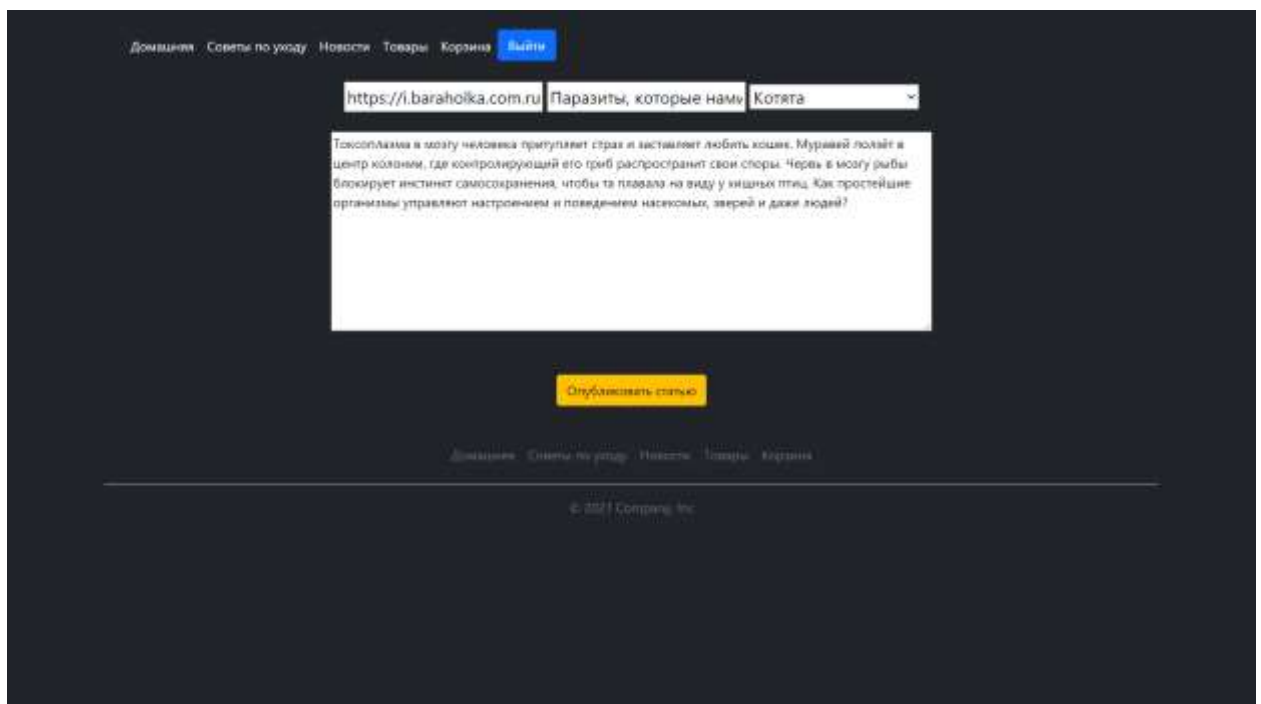 Домашняя Советы по уходу Новости Товары Корзина Выйти
https://i.baraholka.com.ru Паразиты, которые нами Котята
Токсоплазма в мозгу человека притупляет страх и заставляет любить кошек. Муравей ползёт в
центр колонии, где контролирующий его гриб распространит свои споры. Червь в мозгу рыбы
блокирует инстинкт самосохранения, чтобы та плавала на виду у хищных птиц. Как простейшие
организмы управляют настроением и поведением насекомых, зверей и даже людей?
Опубликовать статью
Домашняя Советы по уходу Новости Товары Корзина
© 2021 Company, Inc